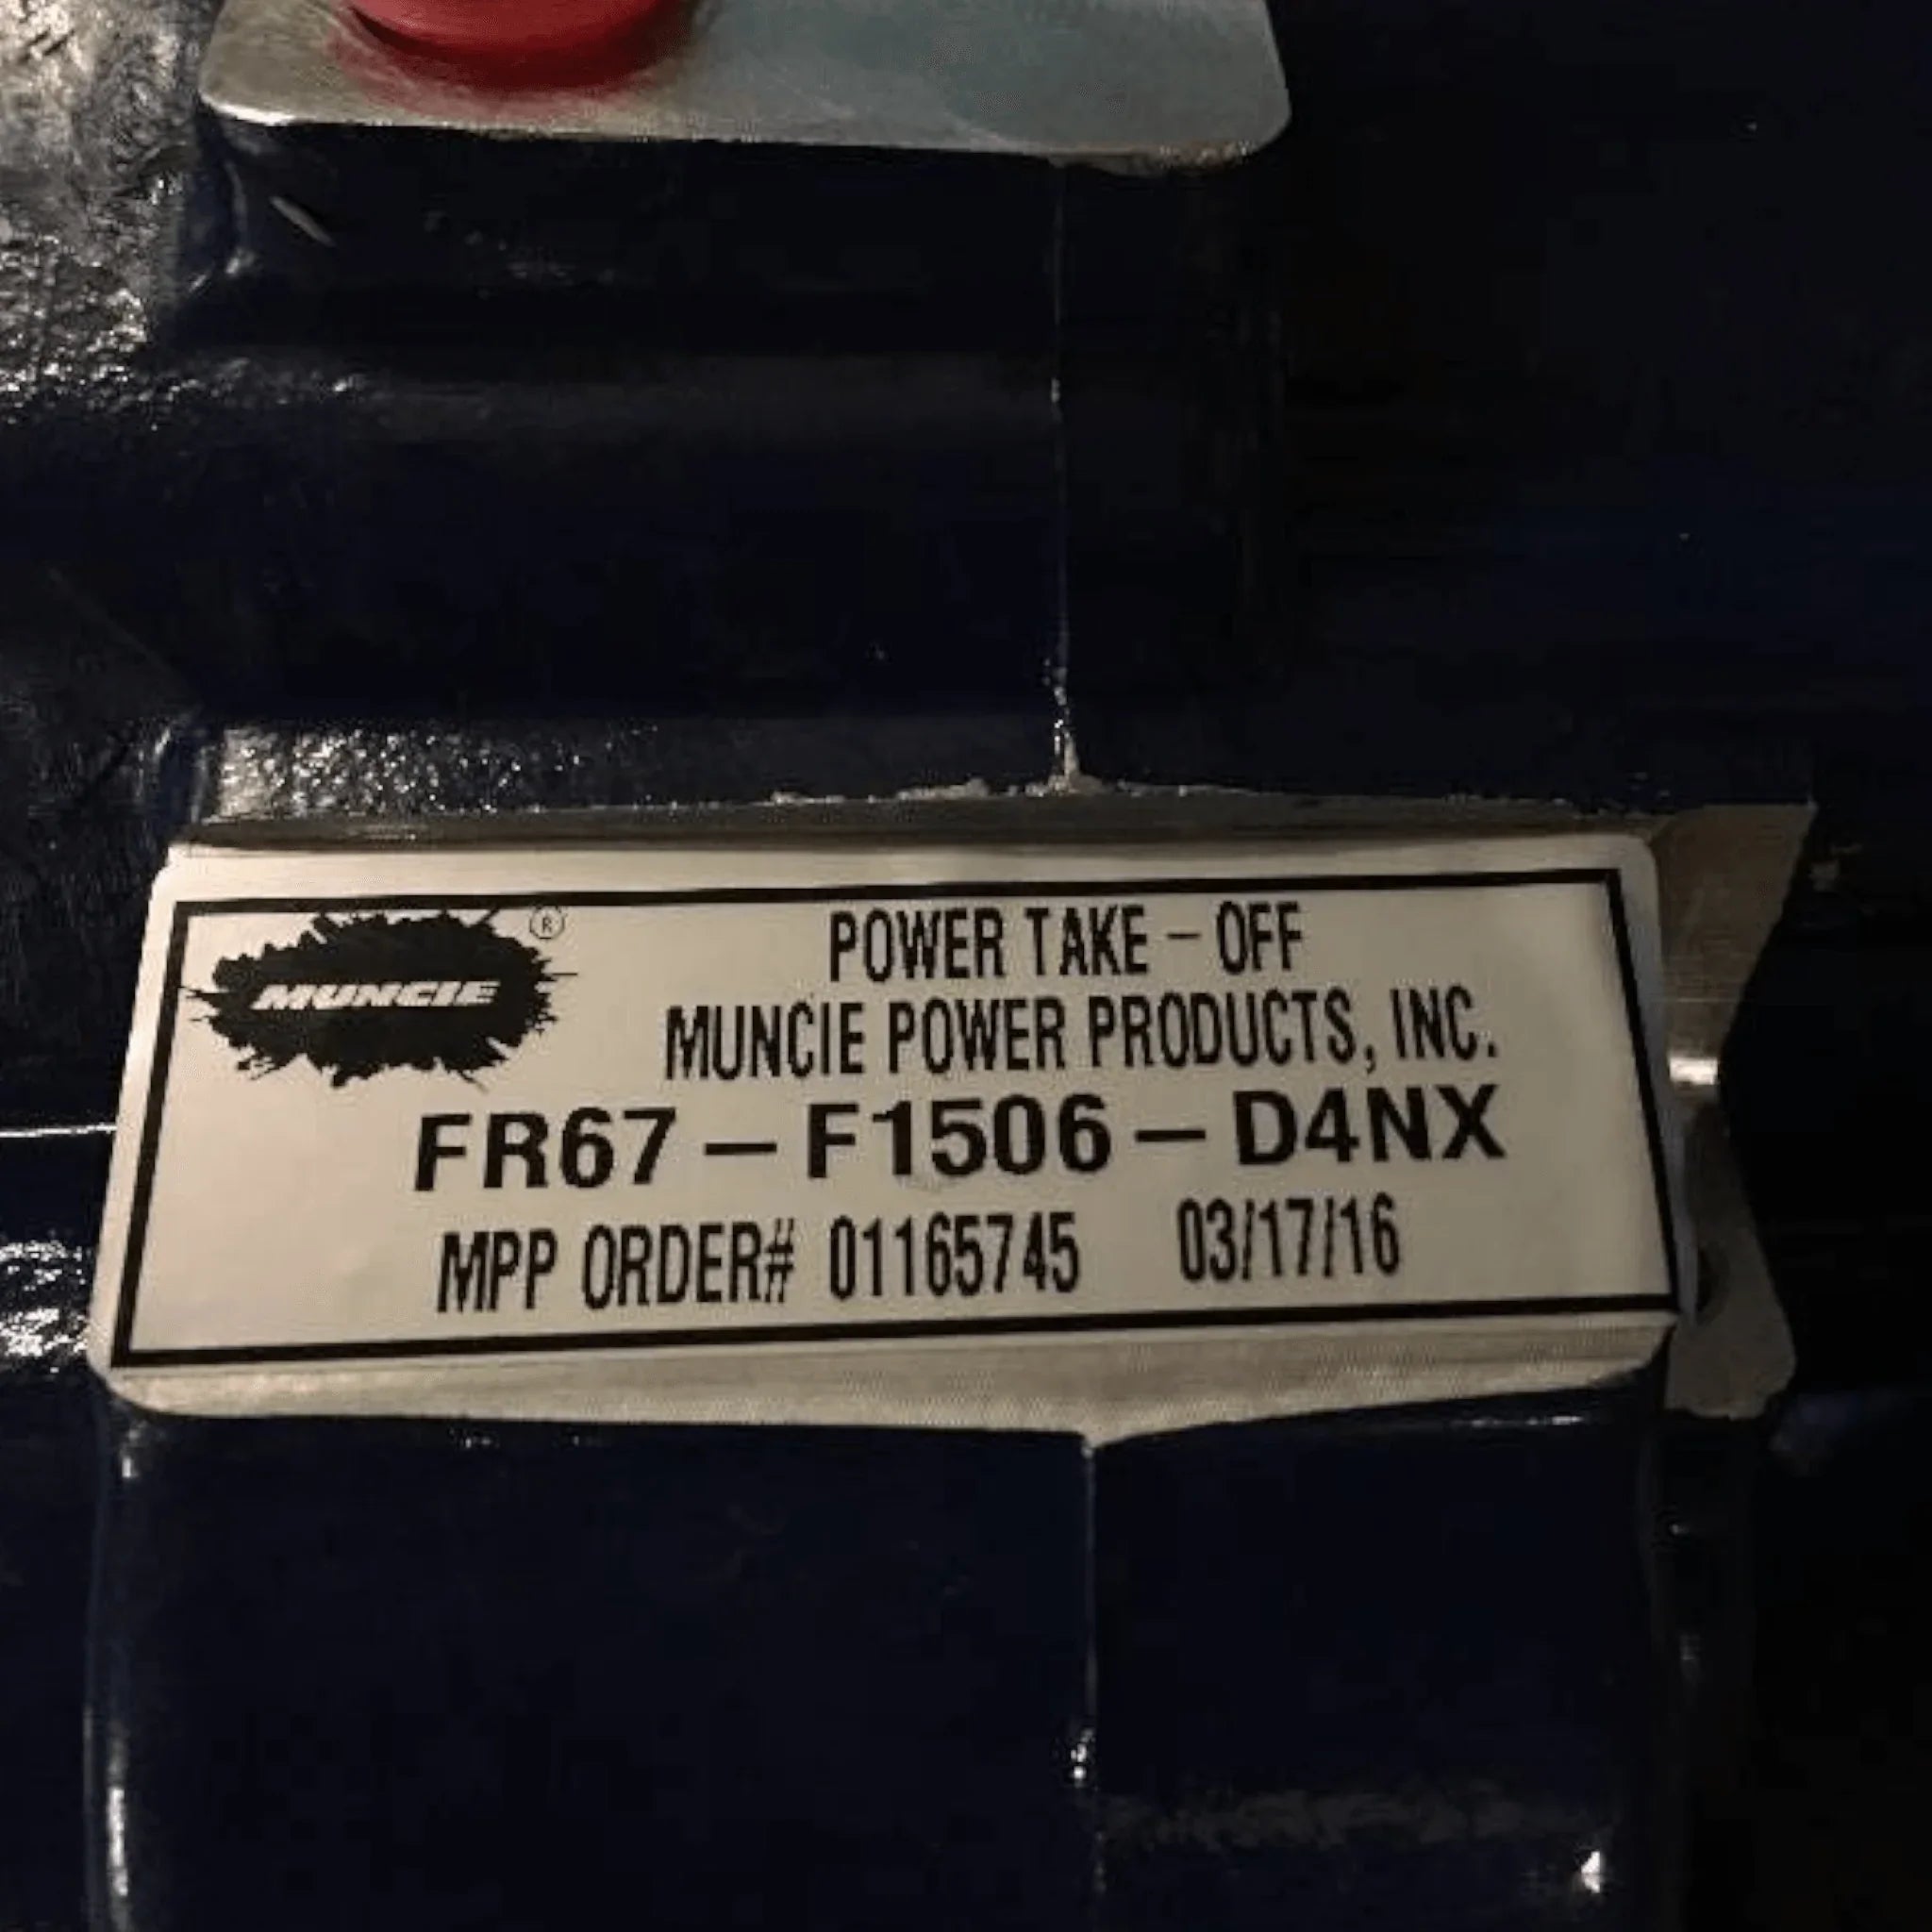 MUNCIE ®
POWER TAKE - OFF
MUNCIE POWER PRODUCTS, INC.
FR67 - F1506 - D4NX
MPP ORDER# 01165745 03/17/16